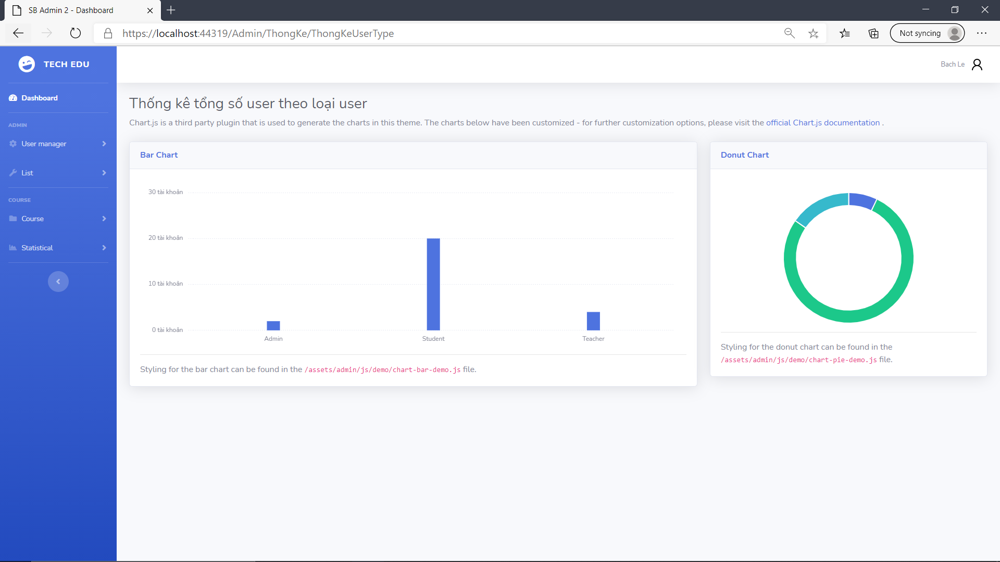 SB Admin 2 - Dashboard
https://localhost:44319/Admin/ThongKe/ThongKeUserType
Not syncing
TECH EDU
Bach Le
Dashboard
ADMIN
User manager
List
COURSE
Course
Statistical
Thống kê tổng số user theo loại user
Chart.js is a third party plugin that is used to generate the charts in this theme. The charts below have been customized - for further customization options, please visit the official Chart.js documentation .
Bar Chart
30 tài khoản
20 tài khoản
10 tài khoản
0 tài khoản
Admin Student Teacher
Styling for the bar chart can be found in the /assets/admin/js/demo/chart-bar-demo.js file.
Donut Chart
Styling for the donut chart can be found in the
/assets/admin/js/demo/chart-pie-demo.js file.